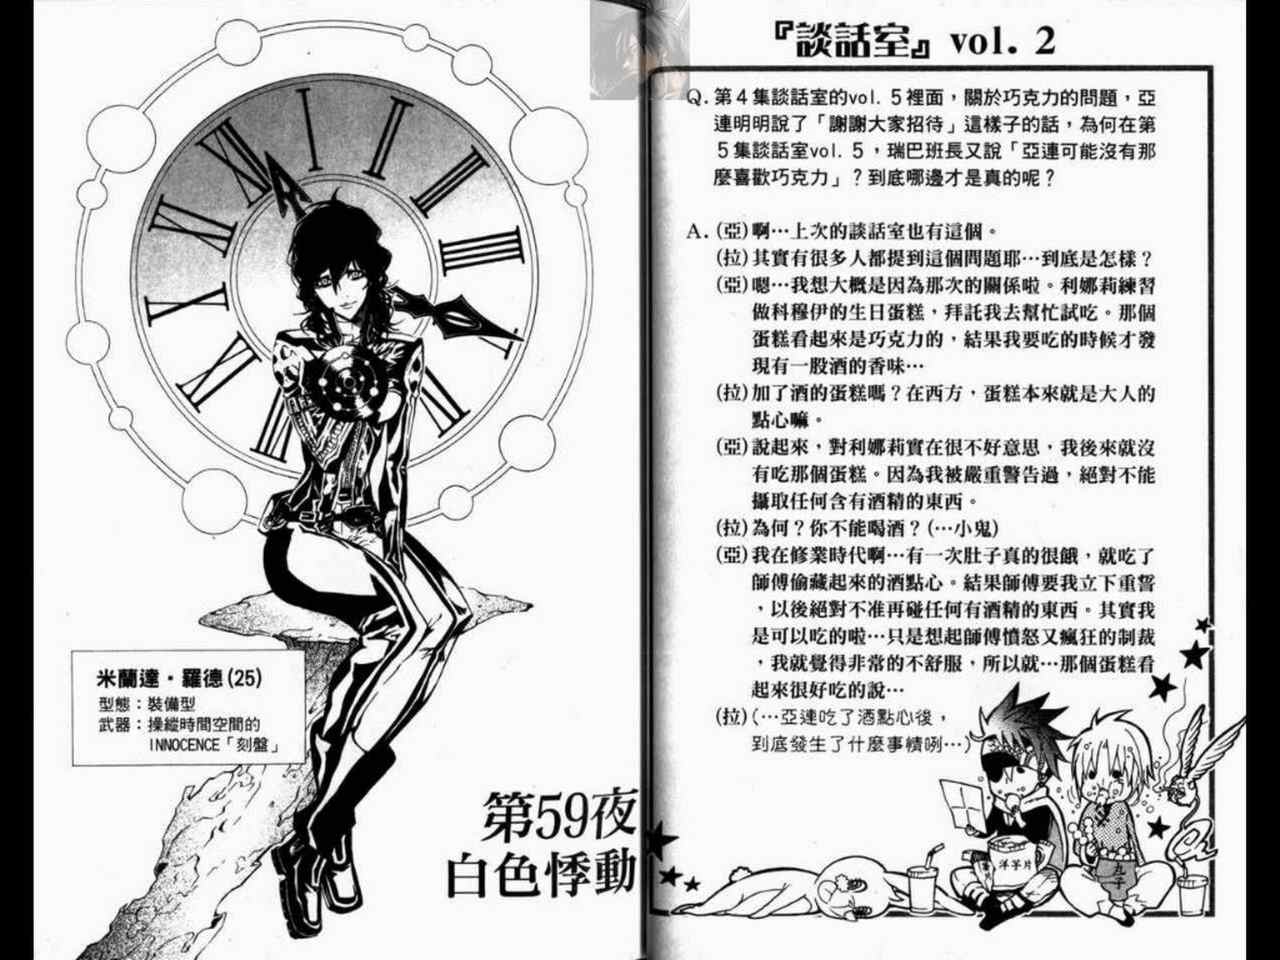 『談話室』 vol. 2
Q. 第4集談話室的vol. 5裡面，關於巧克力的問題，亞
連明明說了「謝謝大家招待」這樣子的話，為何在第
5集談話室vol. 5，瑞巴班長又說「亞連可能沒有那
麼喜歡巧克力」？到底哪邊才是真的呢？
A. (亞)啊…上次的談話室也有這個。
(拉)其實有很多人都提到這個問題耶…到底是怎樣？
(亞)嗯…我想大概是因為那次的關係啦。利娜莉練習
做科穆伊的生日蛋糕，拜託我去幫忙試吃。那個
蛋糕看起來是巧克力的，結果我要吃的時候才發
現有一股酒的香味…
(拉)加了酒的蛋糕嗎？在西方，蛋糕本來就是大人的
點心嘛。
(亞)說起來，對利娜莉實在很不好意思，我後來就沒
有吃那個蛋糕。因為我被嚴重警告過，絕對不能
攝取任何含有酒精的東西。
(拉)為何？你不能喝酒？(…小鬼)
(亞)我在修業時代啊…有一次肚子真的很餓，就吃了
師傅偷藏起來的酒點心。結果師傅要我立下重誓
，以後絕對不准再碰任何有酒精的東西。其實我
是可以吃的啦…只是想起師傅憤怒又瘋狂的制裁
，我就覺得非常的不舒服，所以就…那個蛋糕看
起來很好吃的說…
(拉)(…亞連吃了酒點心後，
到底發生了什麼事情咧…)
洋芋片
丸子
米蘭達・羅德(25)
型態：裝備型
武器：操縱時間空間的
INNOCENCE「刻盤」
第59夜
白色悸動